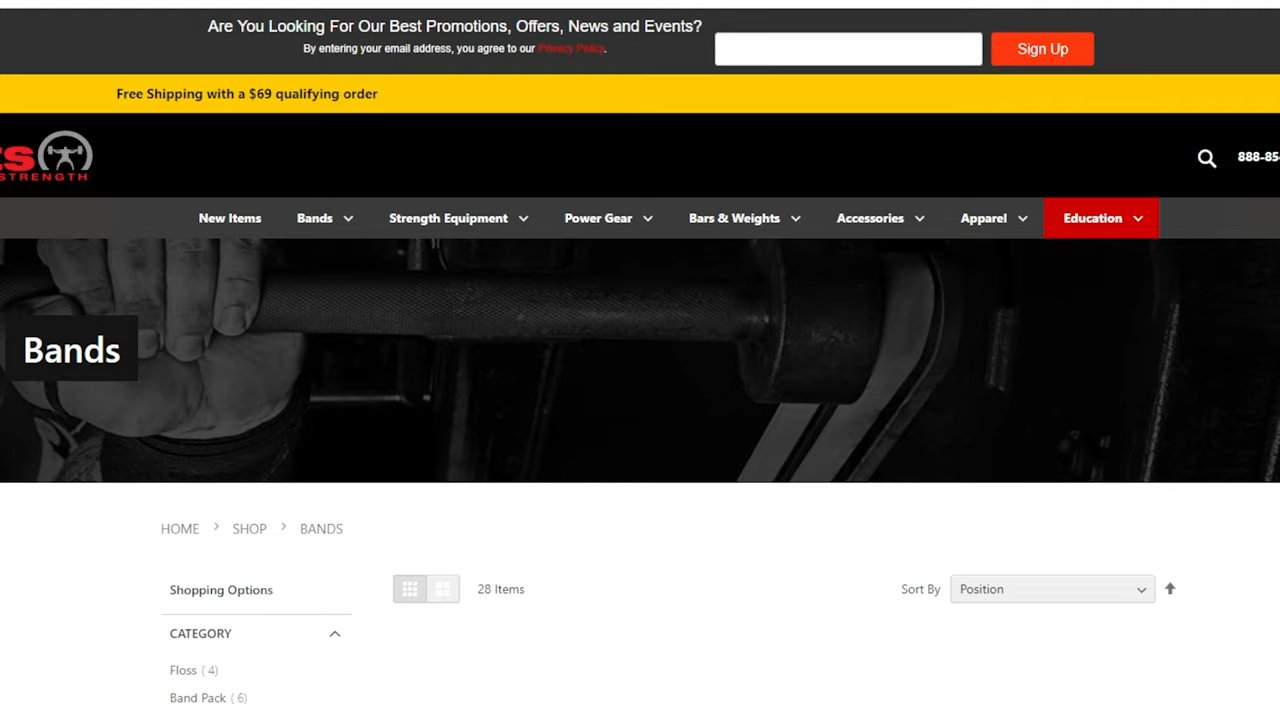 Are You Looking For Our Best Promotions, Offers, News and Events?
By entering your email address, you agree to our Privacy Policy.
Sign Up
Free Shipping with a $69 qualifying order
STRENGTH
888-85
New Items
Bands
Strength Equipment
Power Gear
Bars & Weights
Accessories
Apparel
Education
Bands
HOME > SHOP > BANDS
Shopping Options
28 Items
Sort By
Position
CATEGORY
Floss (4)
Band Pack (6)